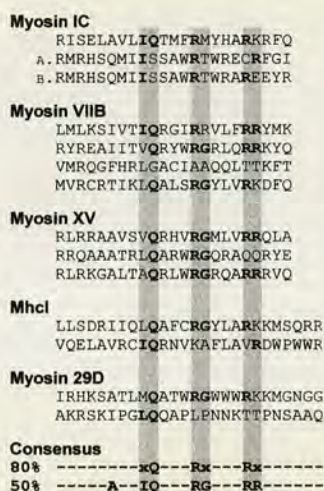 Myosin IC
RISELAVLIQTMFRMYHARKRFQ
A.RMRHSQMIISSAWRTWRECRFGI
B.RMRHSQMIISSAWRTWRAREEYR
Myosin VIIB
LMLKSIVTIQRGIRRVLFRRYMK
RYREAIITVQRYWRGRLQRRKYQ
VMRQGFHRLGACIAAQQLTTKFT
MVRCRTIKLQALSRGYLVRKDFQ
Myosin XV
RLRRAAVSVQRHVRGMLVRRQLA
RRQAAATRLQARWRGQRAQQRYE
RLRKGALTAQRLWRGRQARRRVQ
Mhcl
LLSDRIIQLQAFCRGYLARKKMSQRR
VQELAVRCIQRNVKAFLAVRDWPWWR
Myosin 29D
IRHKSATLMQATWRGWWWRKKMGNGG
AKRSKIPGLQQAPLPNNKTTPNSAAQ
Consensus
80% --------xQ---Rx---Rx----
50% -----A--IQ---RG---RR----